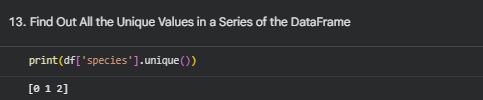 13. Find Out All the Unique Values in a Series of the DataFrame
print(df['species'].unique())
[0 1 2]